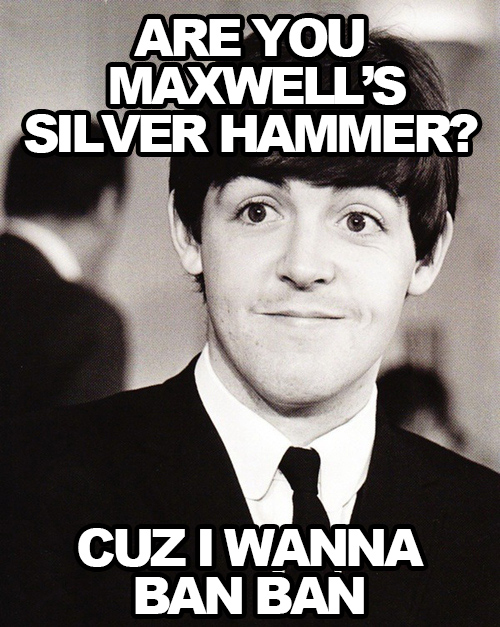 ARE YOU
MAXWELL'S
SILVER HAMMER?
CUZ I WANNA
BAN BAN